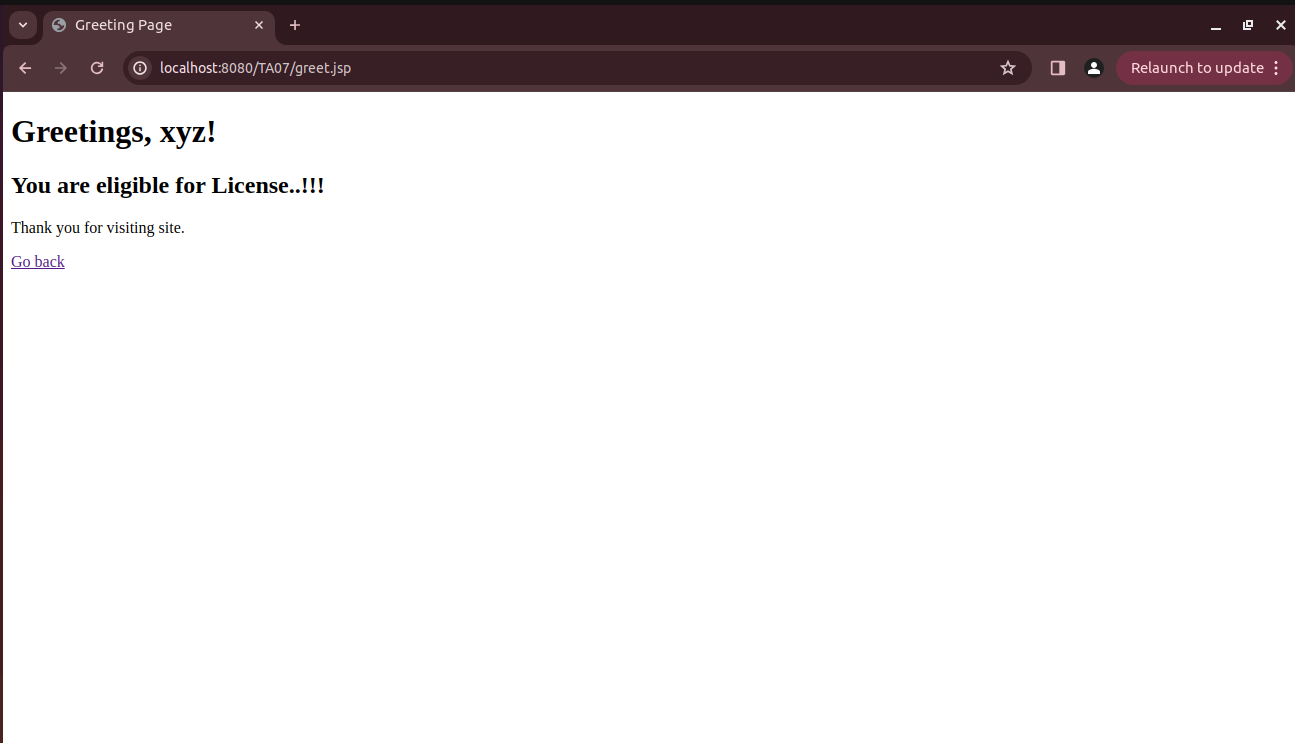 Greeting Page
localhost:8080/TA07/greet.jsp
Relaunch to update
Greetings, xyz!
You are eligible for License..!!!
Thank you for visiting site.
Go back